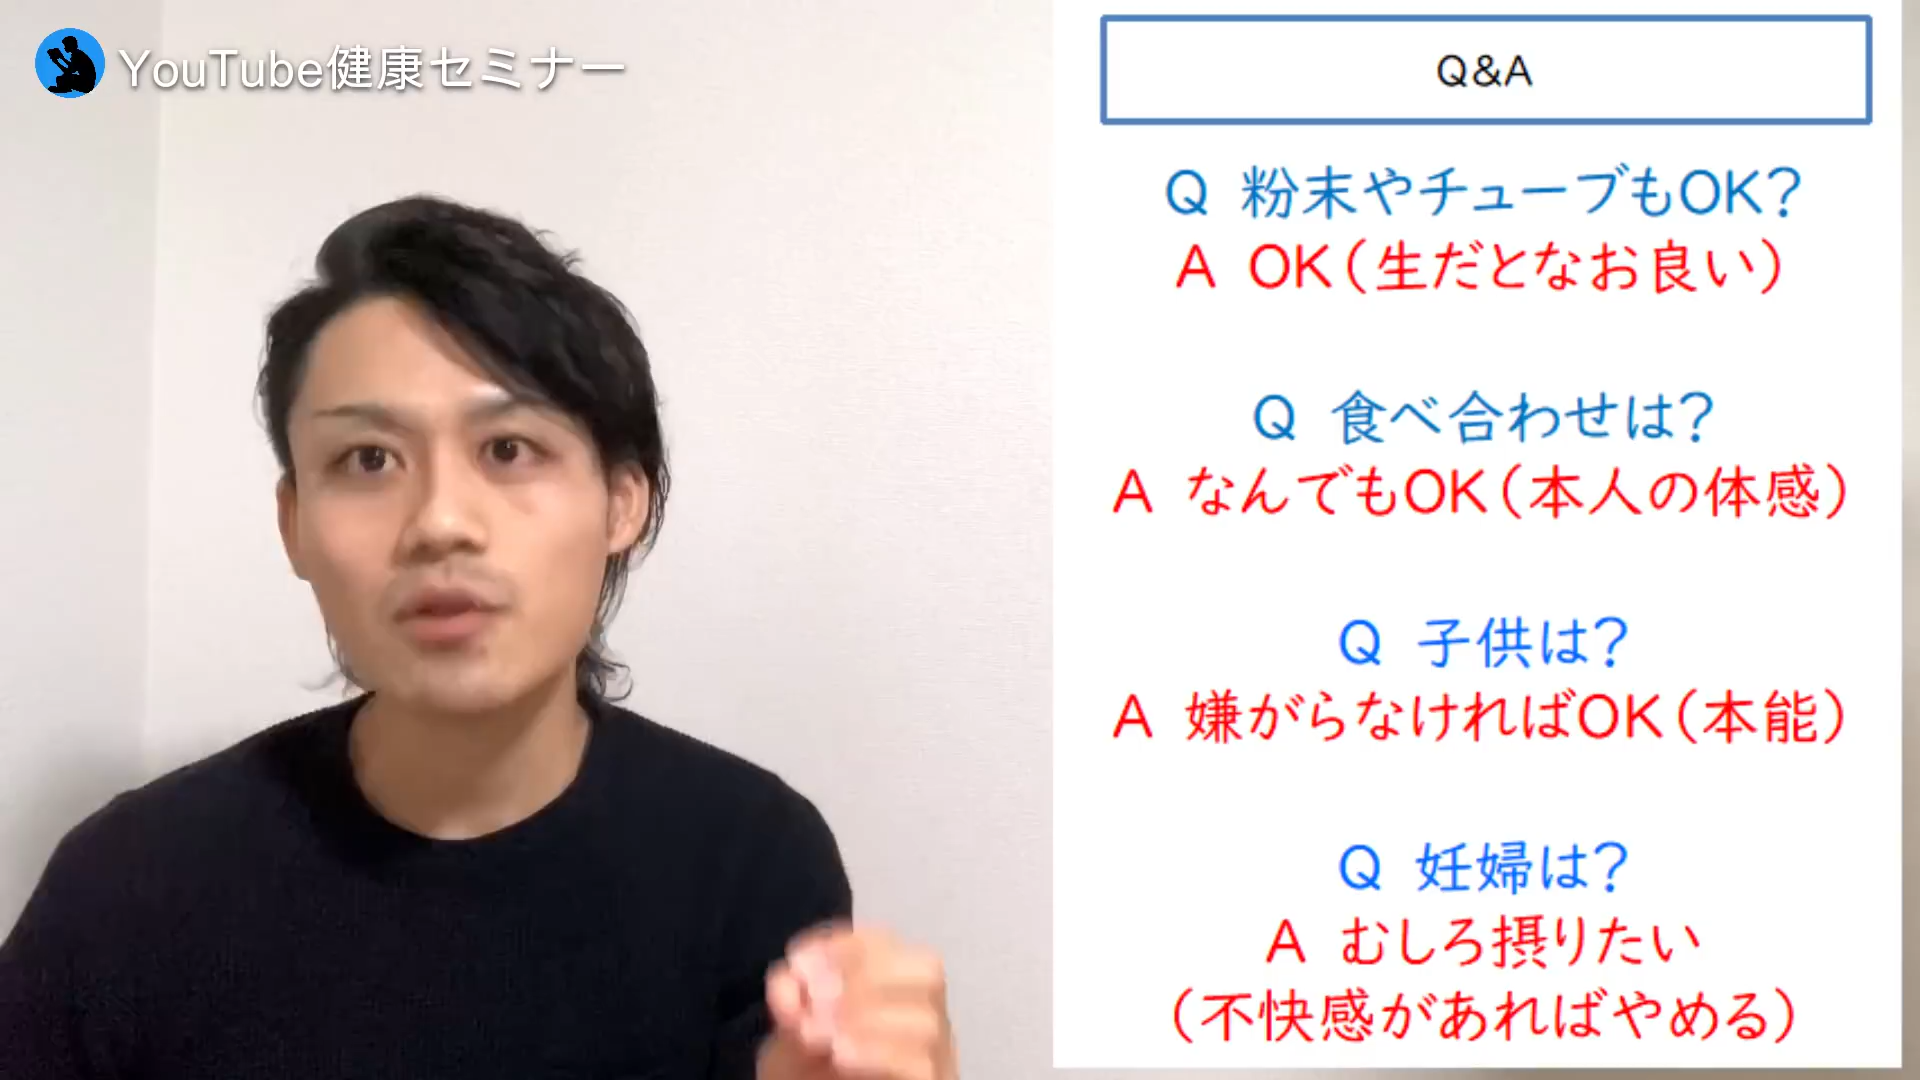 YouTube健康セミナー
Q&A
Q 粉末やチューブもOK?
A OK(生だとなお良い)
Q 食べ合わせは?
A なんでもOK(本人の体感)
Q 子供は?
A 嫌がらなければOK(本能)
Q 妊婦は?
A むしろ摂りたい
(不快感があればやめる)